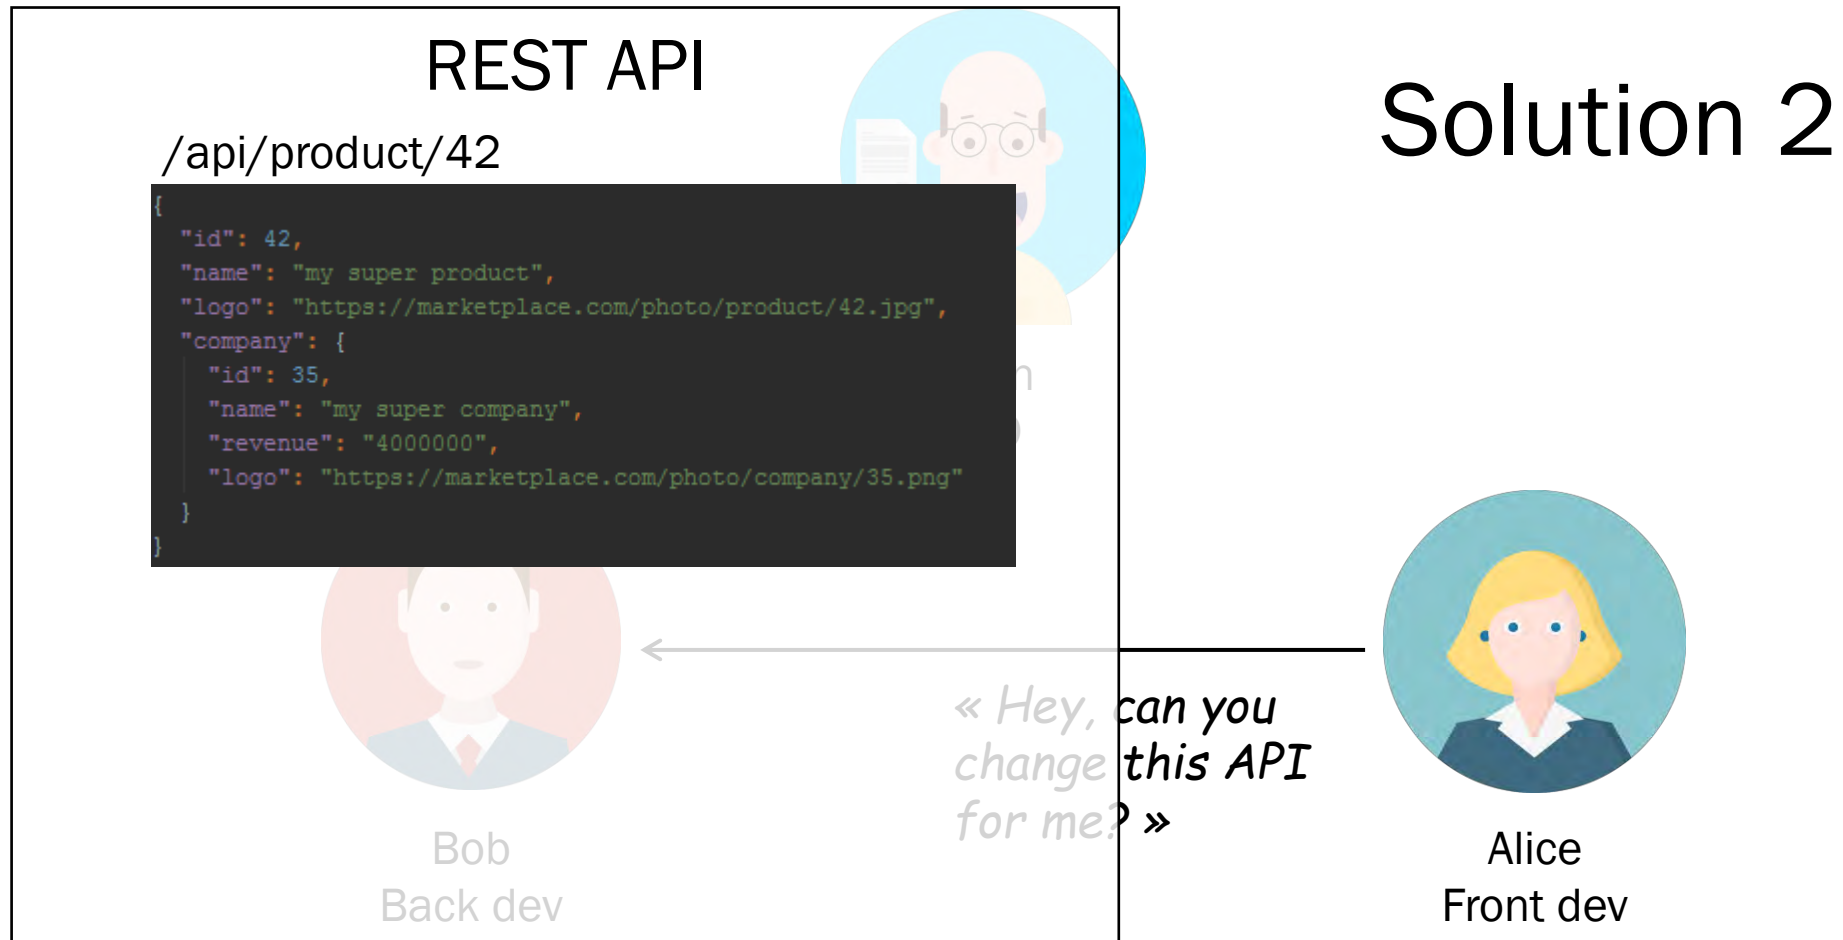 REST API
Solution 2
/api/product/42
{
"id": 42,
"name": "my super product",
"logo": "https://marketplace.com/photo/product/42.jpg",
"company": {
"id": 35,
"name": "my super company",
"revenue": "4000000",
"logo": "https://marketplace.com/photo/company/35.png"
}
}
« Hey, can you
change this API
for me? »
Bob
Back dev
Alice
Front dev